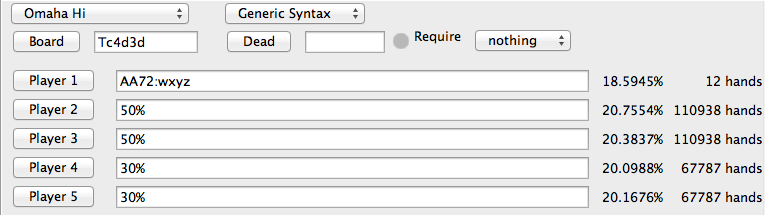 Omaha Hi Generic Syntax
Board Tc4d3d Dead Require nothing
Player 1 AA72:wxyz 18.5945% 12 hands
Player 2 50% 20.7554% 110938 hands
Player 3 50% 20.3837% 110938 hands
Player 4 30% 20.0988% 67787 hands
Player 5 30% 20.1676% 67787 hands